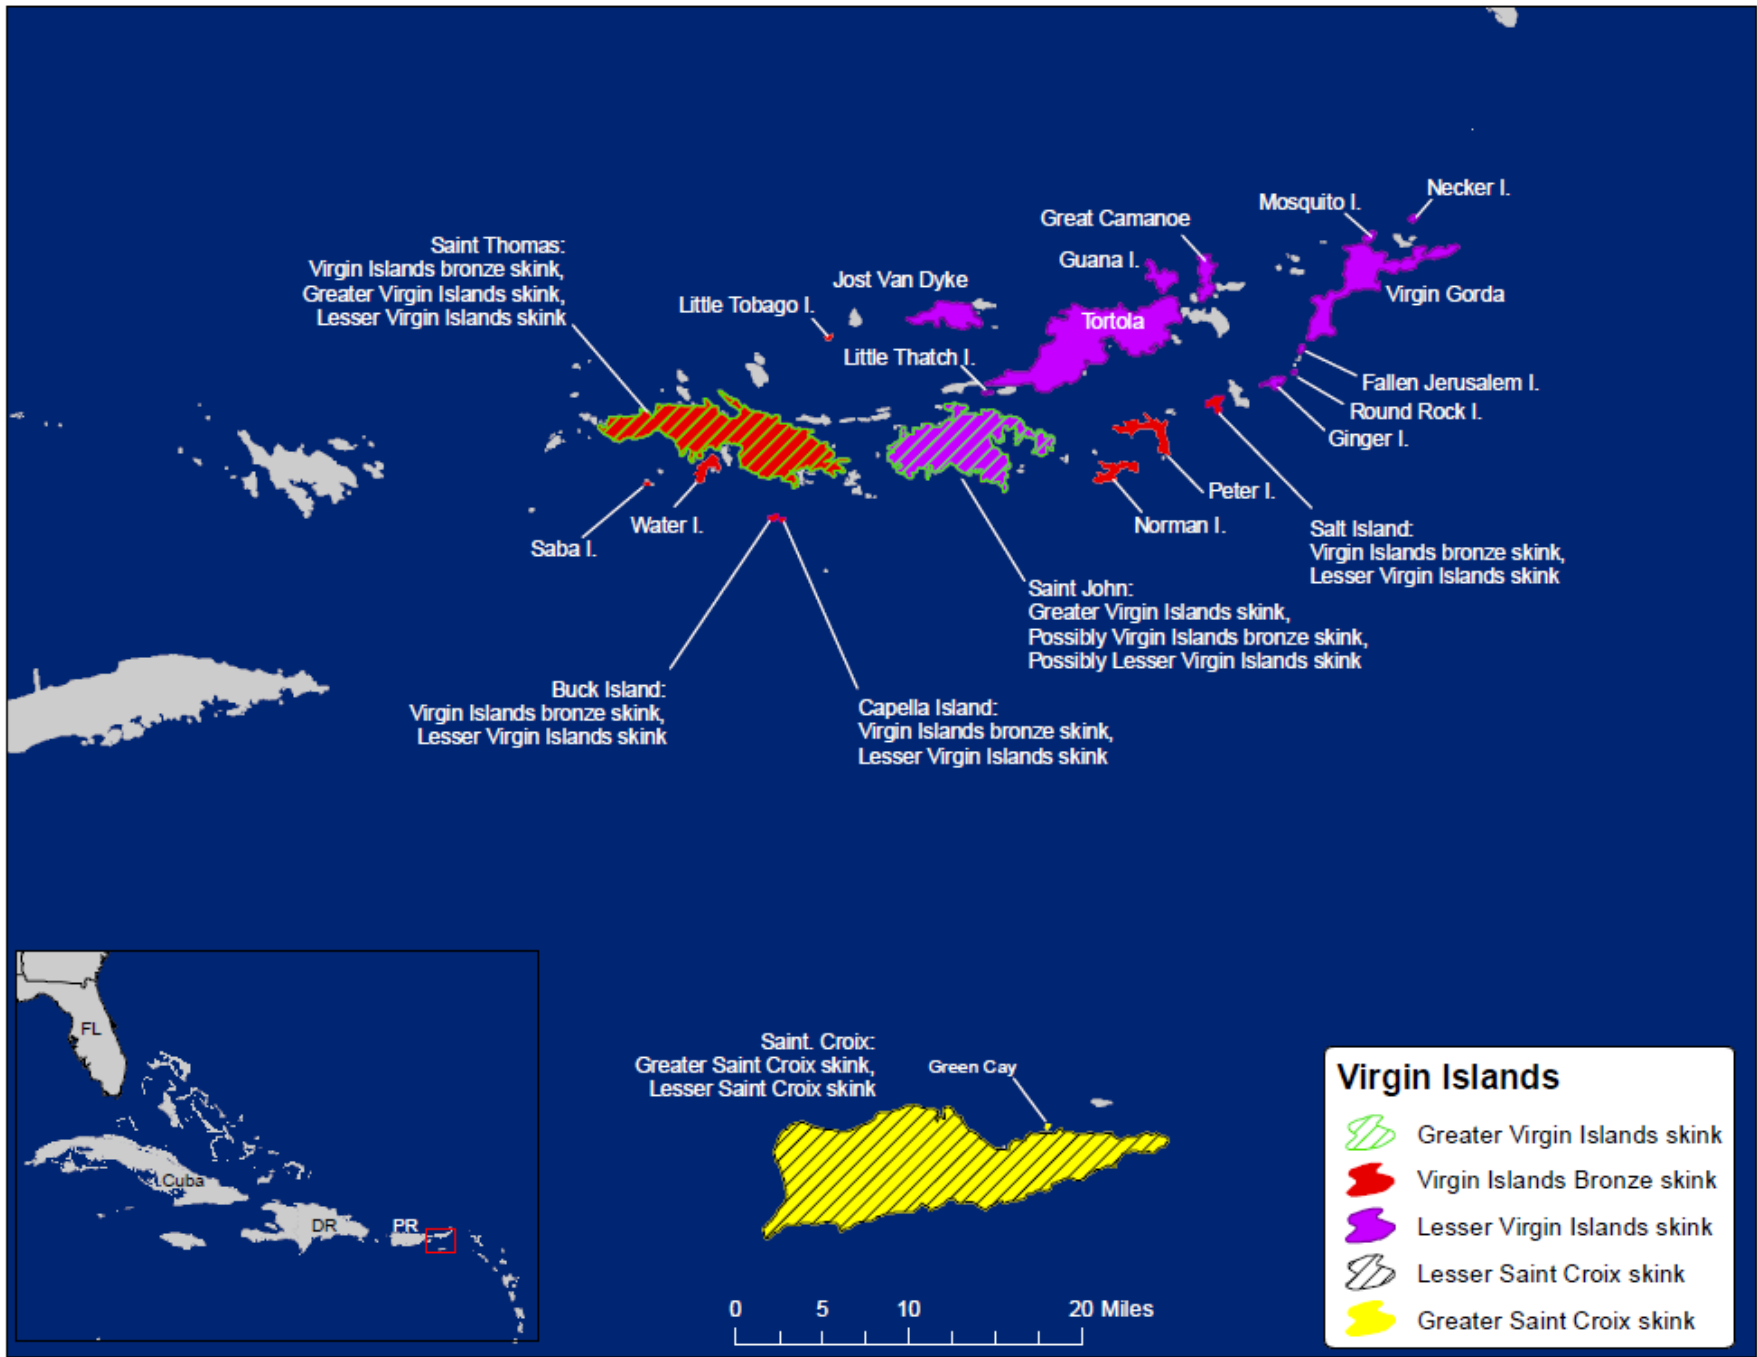 Necker I.
Mosquito I.
Great Camanoe
Saint Thomas:
Virgin Islands bronze skink,
Greater Virgin Islands skink,
Lesser Virgin Islands skink
Guana I.
Jost Van Dyke
Virgin Gorda
Little Tobago I.
Tortola
Little Thatch I.
Fallen Jerusalem I.
Round Rock I.
Ginger I.
Peter I.
Water I.
Norman I.
Saba I.
Salt Island:
Virgin Islands bronze skink,
Lesser Virgin Islands skink
Saint John:
Greater Virgin Islands skink,
Possibly Virgin Islands bronze skink,
Possibly Lesser Virgin Islands skink
Buck Island:
Virgin Islands bronze skink,
Lesser Virgin Islands skink
Capella Island:
Virgin Islands bronze skink,
Lesser Virgin Islands skink
FL
Cuba
DR
PR
Saint. Croix:
Greater Saint Croix skink,
Lesser Saint Croix skink
Green Cay
0 5 10 20 Miles
Virgin Islands
Greater Virgin Islands skink
Virgin Islands Bronze skink
Lesser Virgin Islands skink
Lesser Saint Croix skink
Greater Saint Croix skink